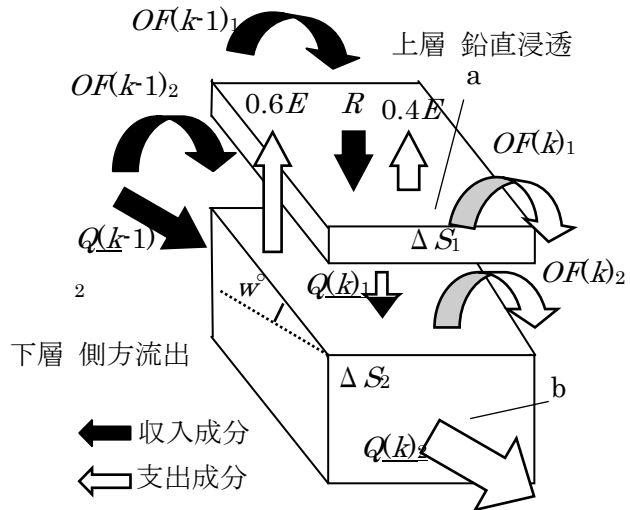 OF(k-1)₁
上層 鉛直浸透
a
OF(k-1)₂
0.6E
R
0.4E
OF(k)₁
ΔS₁
Q(k-1)
₂
Q(k)₁
OF(k)₂
w°
下層 側方流出
ΔS₂
b
収入成分
Q(k)₂
支出成分